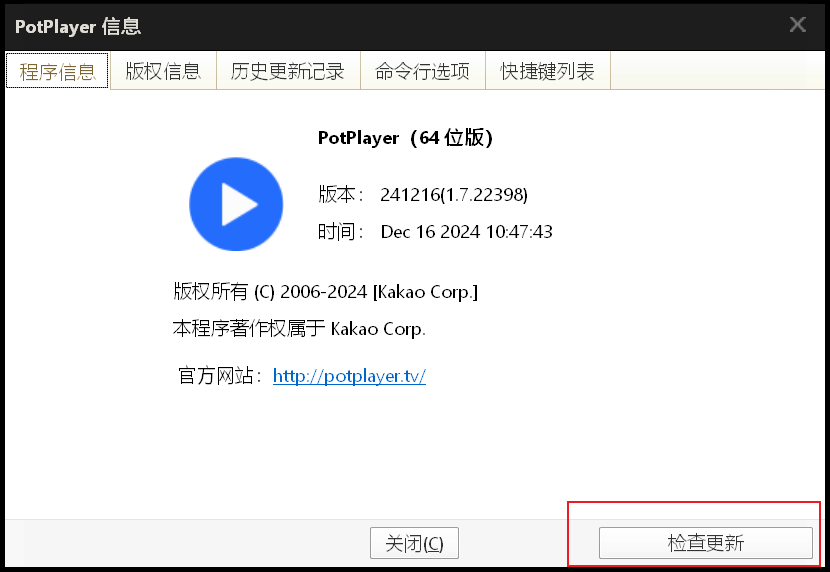 PotPlayer 信息
程序信息 版权信息 历史更新记录 命令行选项 快捷键列表
PotPlayer（64 位版）
版本： 241216(1.7.22398)
时间： Dec 16 2024 10:47:43
版权所有 (C) 2006-2024 [Kakao Corp.]
本程序著作权属于 Kakao Corp.
官方网站： http://potplayer.tv/
关闭(C) 检查更新